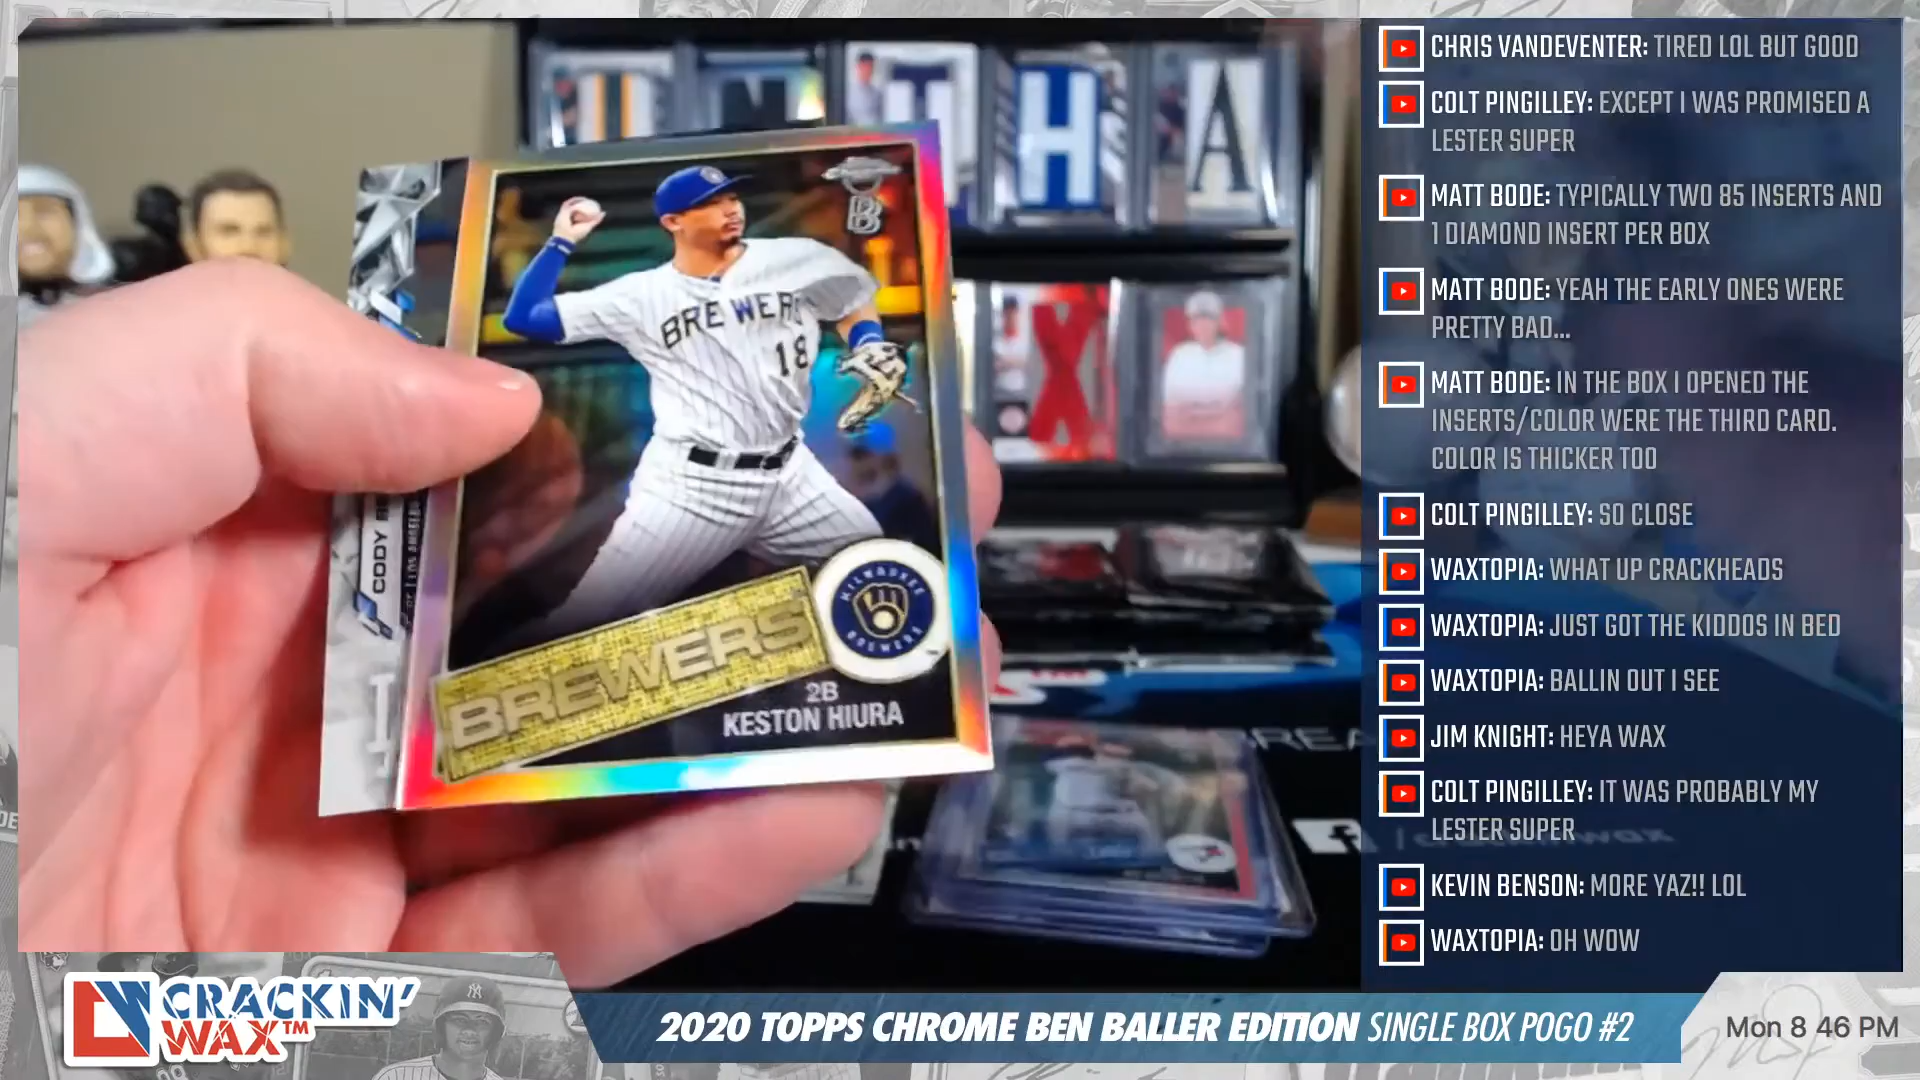 CHRIS VANDEVENTER: TIRED LOL BUT GOOD
COLT PINGILLEY: EXCEPT I WAS PROMISED A
LESTER SUPER
MATT BODE: TYPICALLY TWO 85 INSERTS AND
1 DIAMOND INSERT PER BOX
MATT BODE: YEAH THE EARLY ONES WERE
PRETTY BAD...
MATT BODE: IN THE BOX I OPENED THE
INSERTS/COLOR WERE THE THIRD CARD.
COLOR IS THICKER TOO
COLT PINGILLEY: SO CLOSE
WAXTOPIA: WHAT UP CRACKHEADS
WAXTOPIA: JUST GOT THE KIDDOS IN BED
WAXTOPIA: BALLIN OUT I SEE
JIM KNIGHT: HEYA WAX
COLT PINGILLEY: IT WAS PROBABLY MY
LESTER SUPER
KEVIN BENSON: MORE YAZ!! LOL
WAXTOPIA: OH WOW
H
A
X
B
BREWERS
18
CODY
MILWAUKEE
BREWERS
BREWERS
2B
KESTON HIURA
CRACKIN'
WAX™
2020 TOPPS CHROME BEN BALLER EDITION SINGLE BOX POGO #2
Mon 8 46 PM